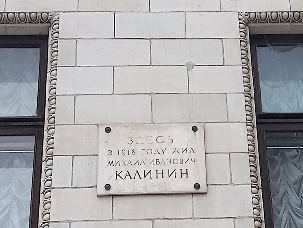 ЗДЕСЬ
В 1918 ГОДУ ЖИЛ
МИХАИЛ ИВАНОВИЧ
КАЛИНИН